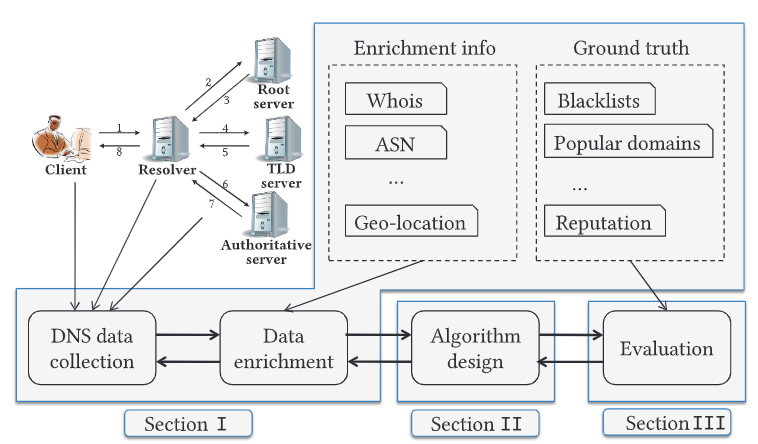 Enrichment info
Ground truth
Whois
ASN
...
Geo-location
Blacklists
Popular domains
...
Reputation
Root
server
2
3
1
8
4
5
6
7
Client
Resolver
TLD
server
Authoritative
server
DNS data
collection
Data
enrichment
Algorithm
design
Evaluation
Section I
Section II
Section III